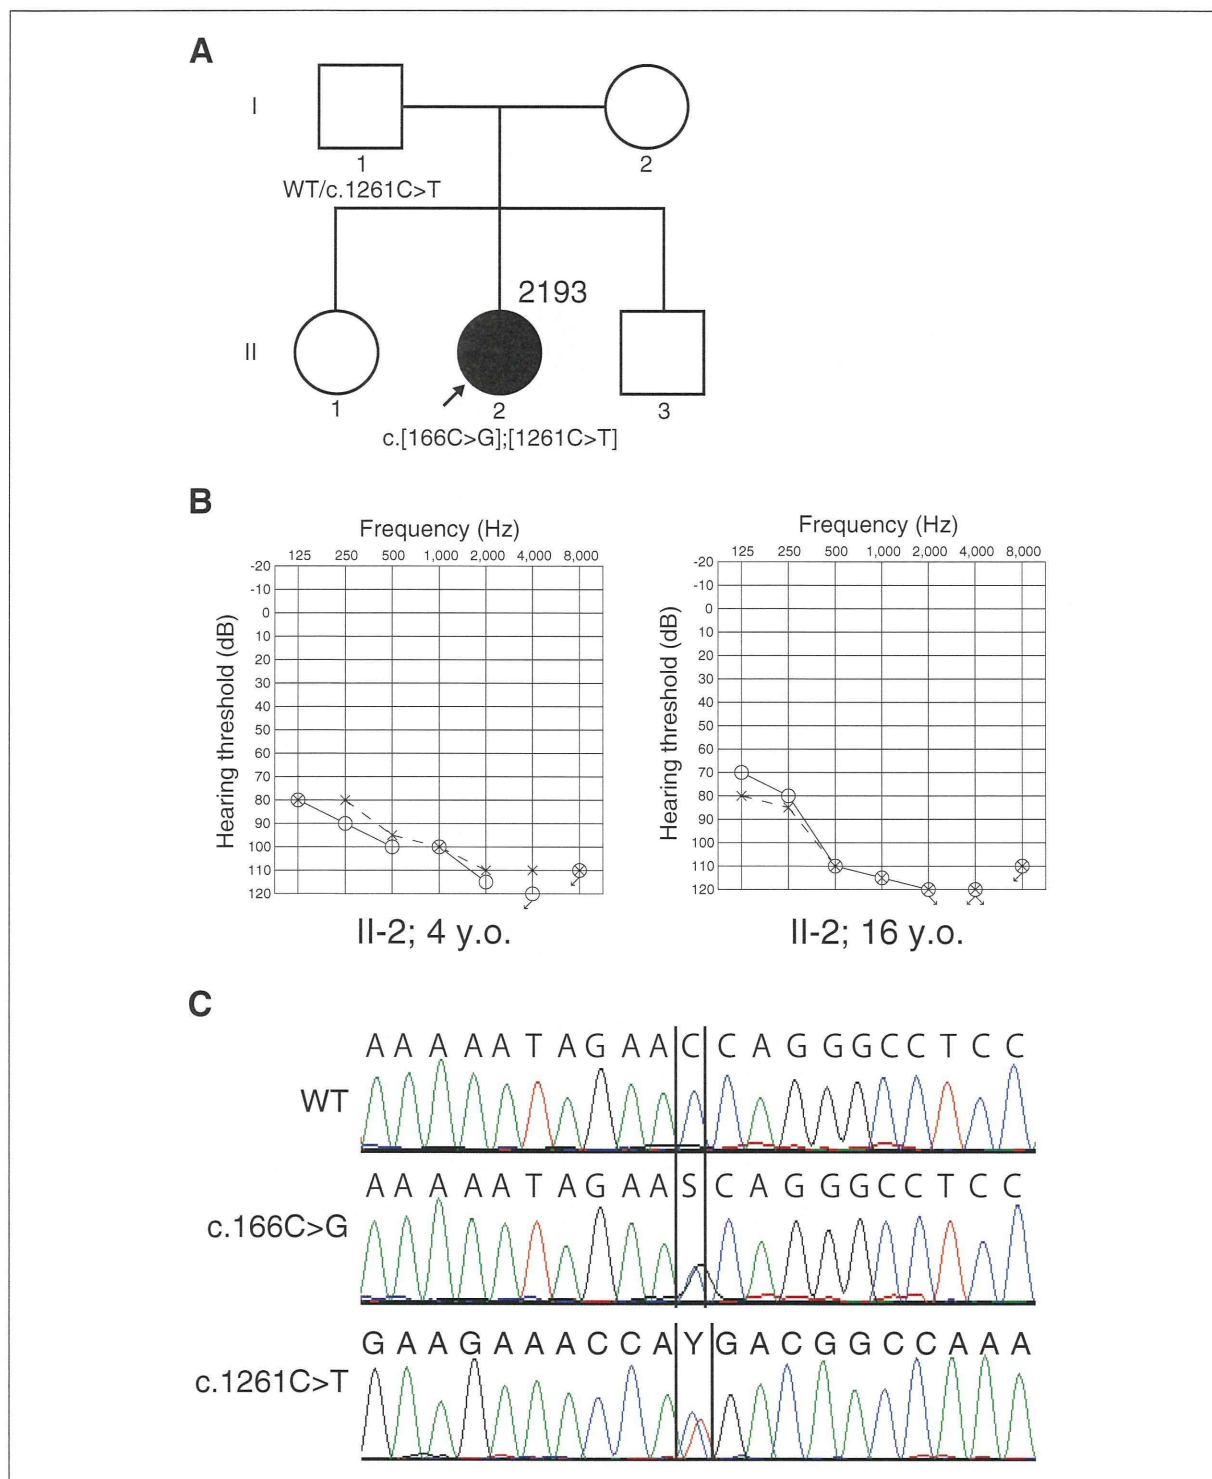 A
I
1
2
WT/c.1261C>T
2193
II
1
2
3
c.[166C>G];[1261C>T]
B
Frequency (Hz)
125 250 500 1,000 2,000 4,000 8,000
Hearing threshold (dB)
-20
-10
0
10
20
30
40
50
60
70
80
90
100
110
120
II-2; 4 y.o.
Frequency (Hz)
125 250 500 1,000 2,000 4,000 8,000
Hearing threshold (dB)
-20
-10
0
10
20
30
40
50
60
70
80
90
100
110
120
II-2; 16 y.o.
C
A A A A A T A G A A C C A G G G C C T C C
WT
A A A A A T A G A A S C A G G G C C T C C
c.166C>G
G A A G A A A C C A Y G A C G G C C A A A
c.1261C>T